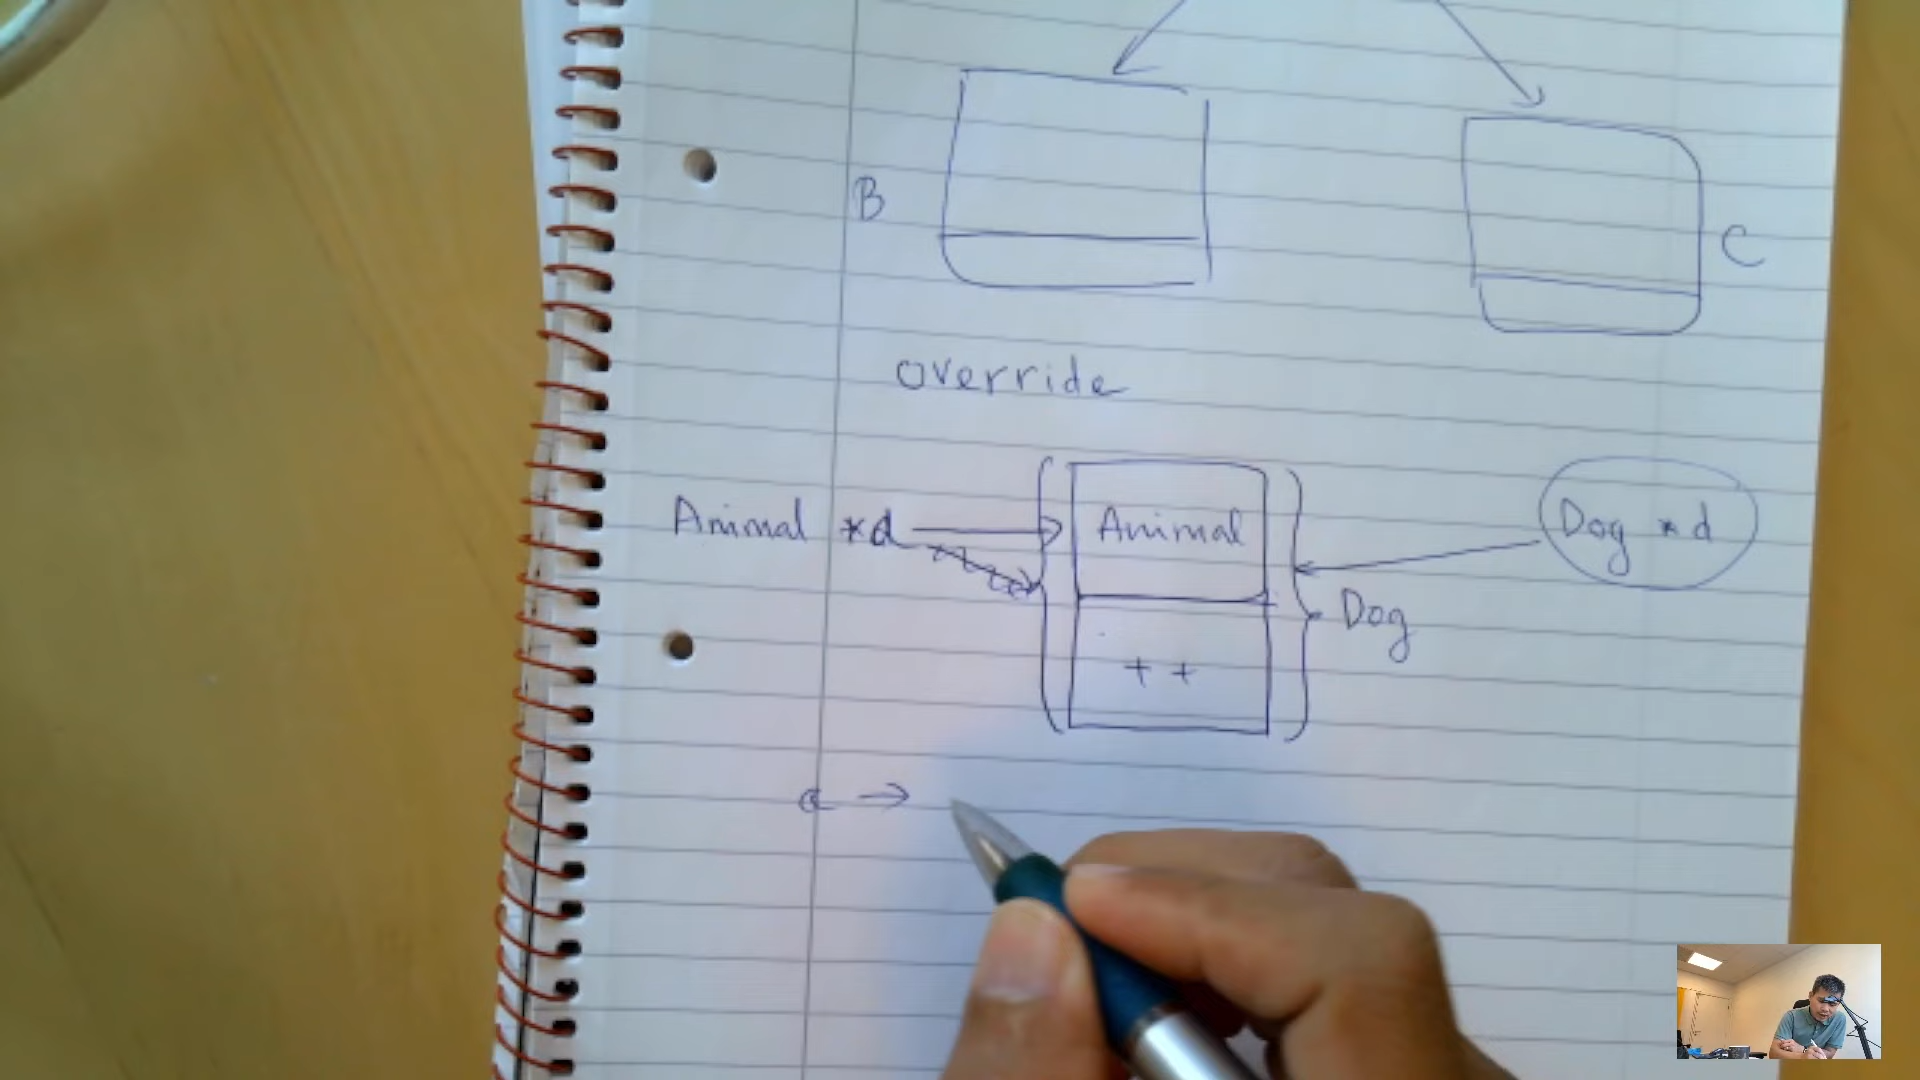 B
C
override
Animal *d
Animal
Dog * d
Dog
+ +
a →